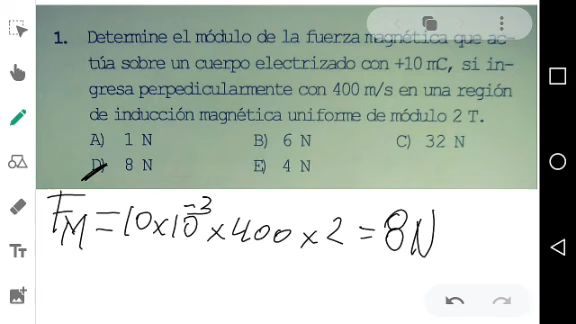 1. Determine el módulo de la fuerza magnética que ac-
túa sobre un cuerpo electrizado con +10 mC, si in-
gresa perpedicularmente con 400 m/s en una región
de inducción magnética uniforme de módulo 2 T.
A) 1 N B) 6 N C) 32 N
D) 8 N E) 4 N
FM = 10 x 10⁻³ x 400 x 2 = 8N
Tt